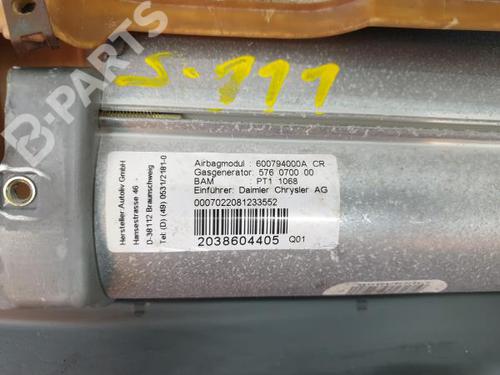 B-PARTS
S-111
Hersteller Autoliv GmbH
Hansestrasse 46
D-38112 Braunschweig
Tel: (D) (49) 0531/2181-0
Airbagmodul : 600794000A CR
Gasgenerator: 576 0700 00
BAM : PT1 1068
Einführer: Daimler Chrysler AG
0007022081233552
2038604405 Q01